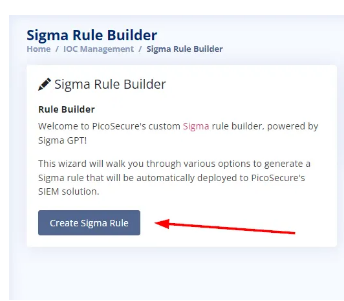 Sigma Rule Builder
Home / IOC Management / Sigma Rule Builder
Sigma Rule Builder
Rule Builder
Welcome to PicoSecure's custom Sigma rule builder, powered by
Sigma GPT!
This wizard will walk you through various options to generate a
Sigma rule that will be automatically deployed to PicoSecure's
SIEM solution.
Create Sigma Rule